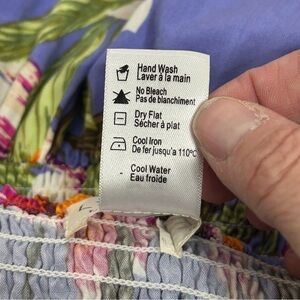 Hand Wash
Laver à la main
No Bleach
Pas de blanchiment
Dry Flat
Sécher à plat
Cool Iron
De fer jusqu'a 110°C
Cool Water
Eau froide